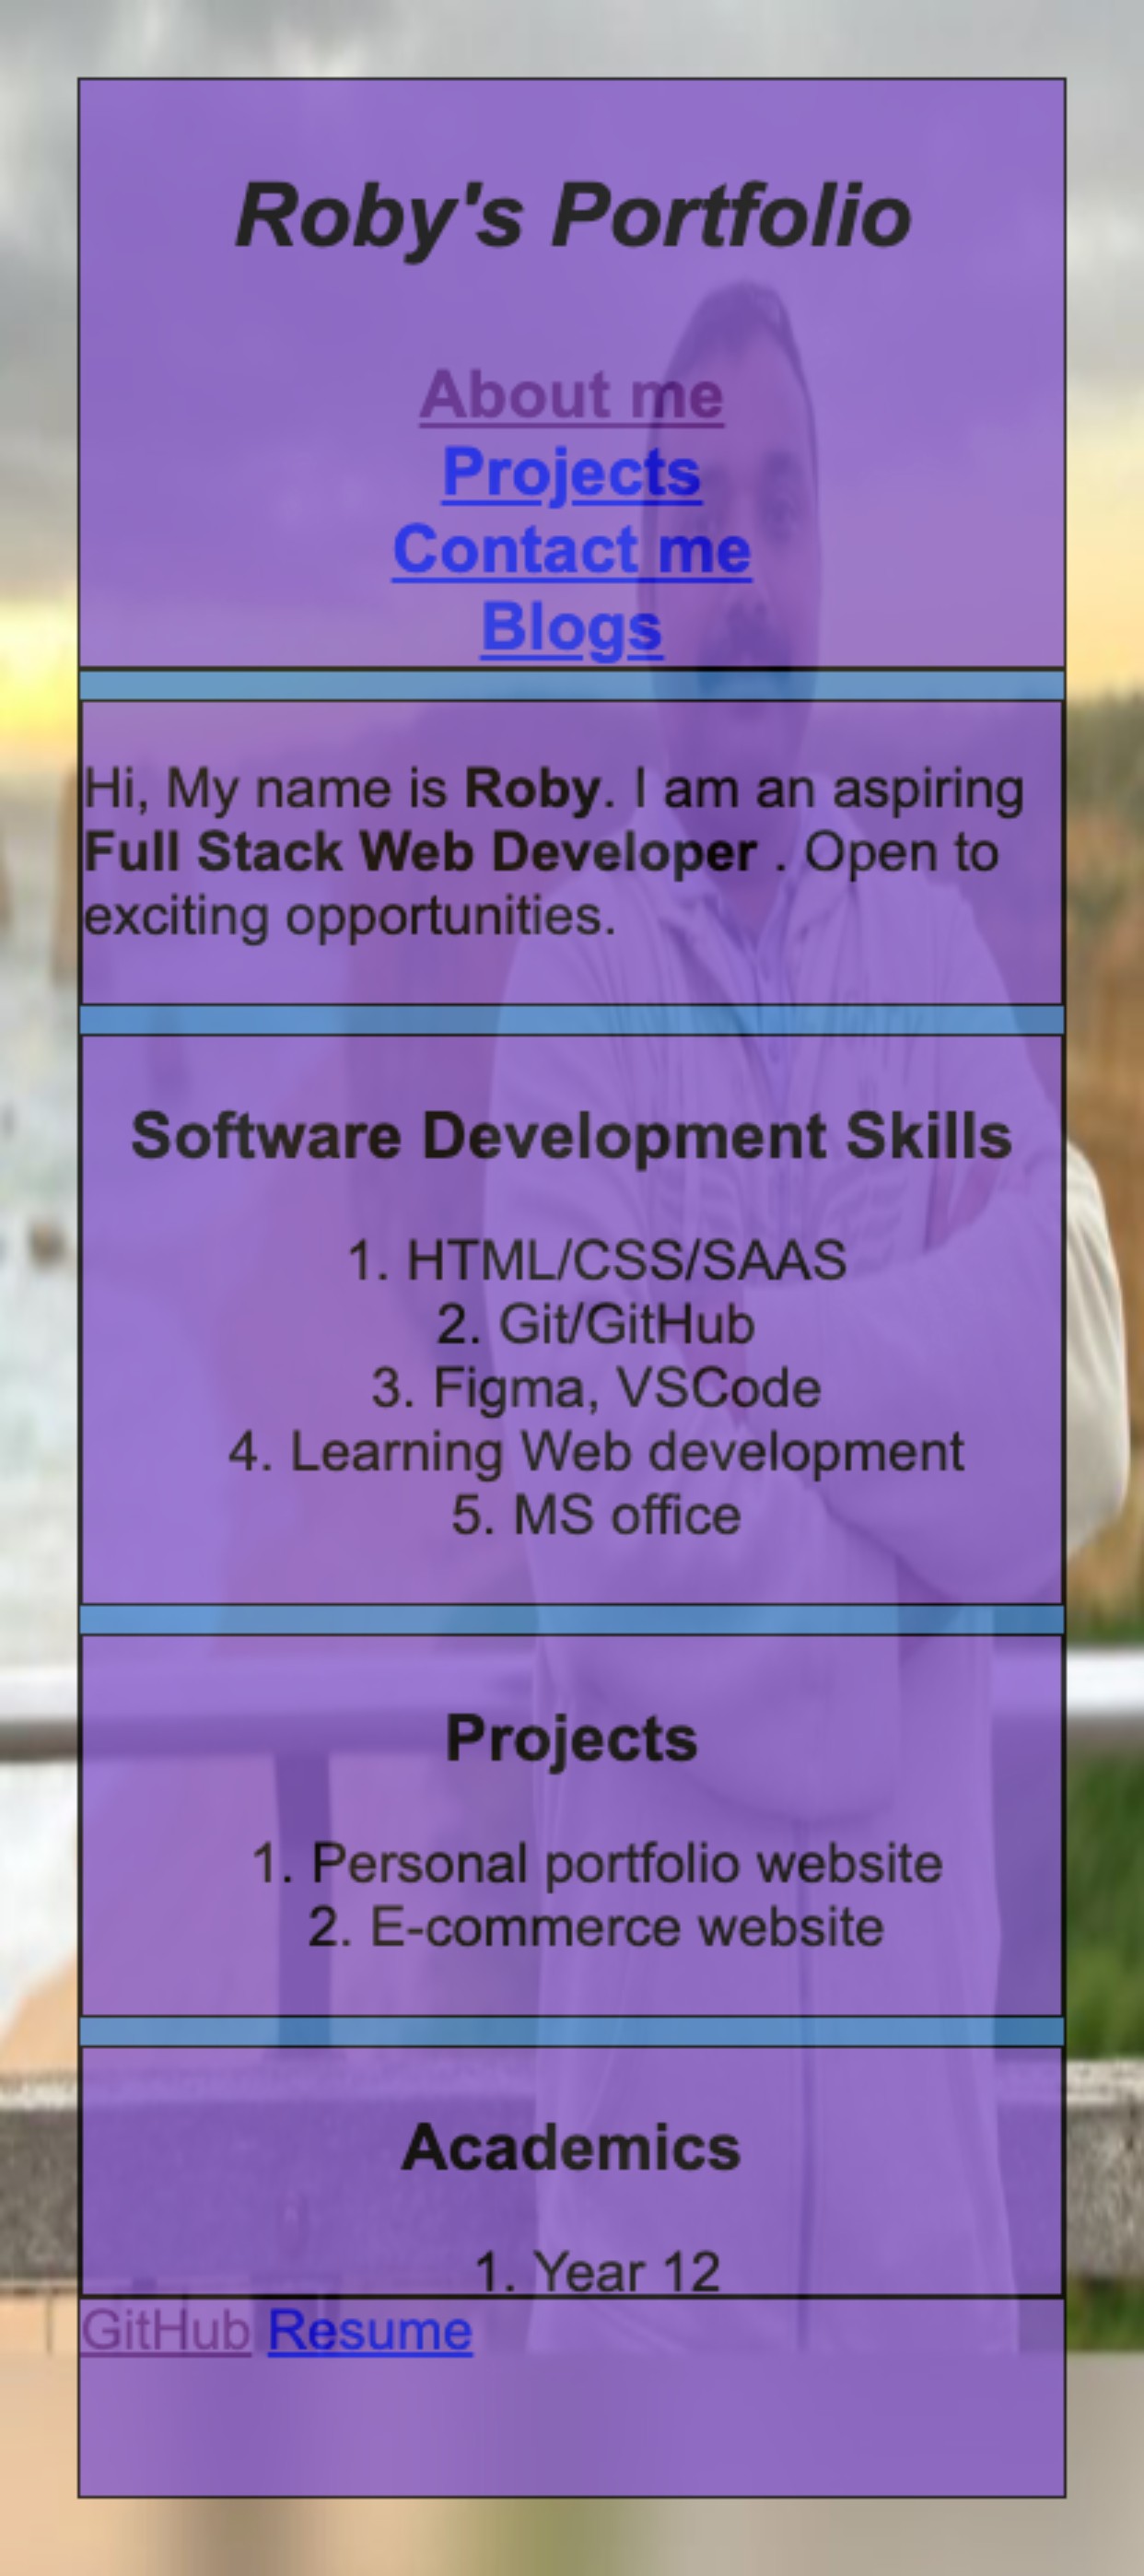 Roby's Portfolio
About me
Projects
Contact me
Blogs
Hi, My name is Roby. I am an aspiring
Full Stack Web Developer . Open to
exciting opportunities.
Software Development Skills
1. HTML/CSS/SAAS
2. Git/GitHub
3. Figma, VSCode
4. Learning Web development
5. MS office
Projects
1. Personal portfolio website
2. E-commerce website
Academics
1. Year 12
GitHub Resume